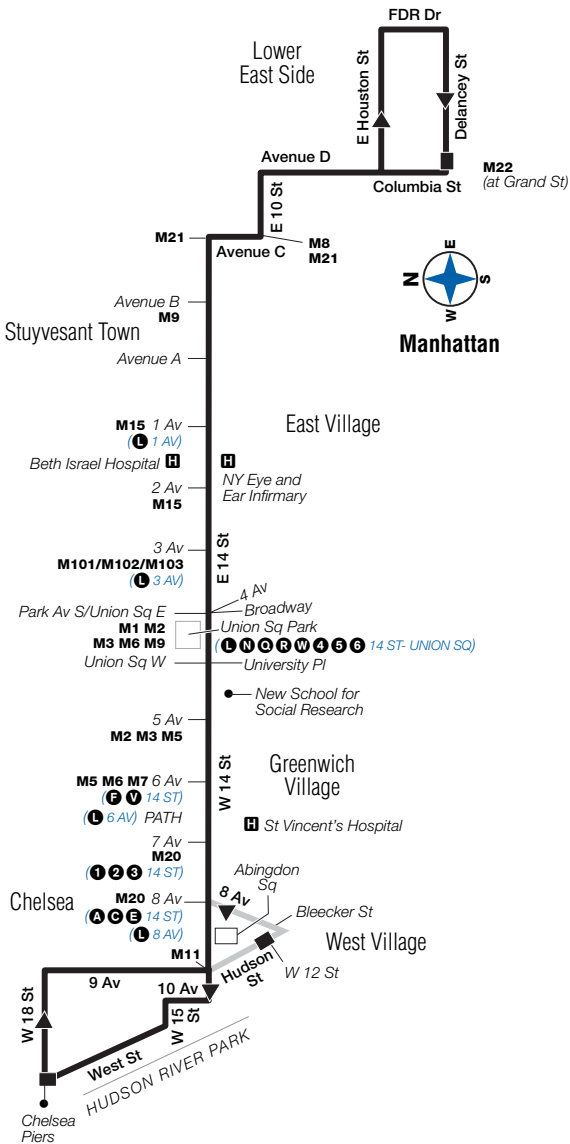 FDR Dr
Lower
East Side
E Houston St
Delancey St
Avenue D
M22
(at Grand St)
Columbia St
E 10 St
M21
Avenue C
M8
M21
E
N
S
W
Manhattan
Avenue B
M9
Stuyvesant Town
Avenue A
M15 1 Av
(L 1 AV)
East Village
Beth Israel Hospital H
H
NY Eye and
Ear Infirmary
2 Av
M15
E 14 St
3 Av
M101/M102/M103
(L 3 AV)
4 Av
Park Av S/Union Sq E
Broadway
M1 M2
M3 M6 M9
Union Sq Park
(L N Q R W 4 5 6 14 ST- UNION SQ)
Union Sq W
University Pl
New School for
Social Research
5 Av
M2 M3 M5
W 14 St
Greenwich
Village
M5 M6 M7 6 Av
(F V 14 ST)
(L 6 AV) PATH
H St Vincent's Hospital
7 Av
M20
(1 2 3 14 ST)
Abingdon
Sq
Chelsea
M20 8 Av
(A C E 14 ST)
(L 8 AV)
8 Av
Bleecker St
West Village
M11
Hudson
St
W 12 St
9 Av
10 Av
W 18 St
W 15
St
West St
HUDSON RIVER PARK
Chelsea
Piers